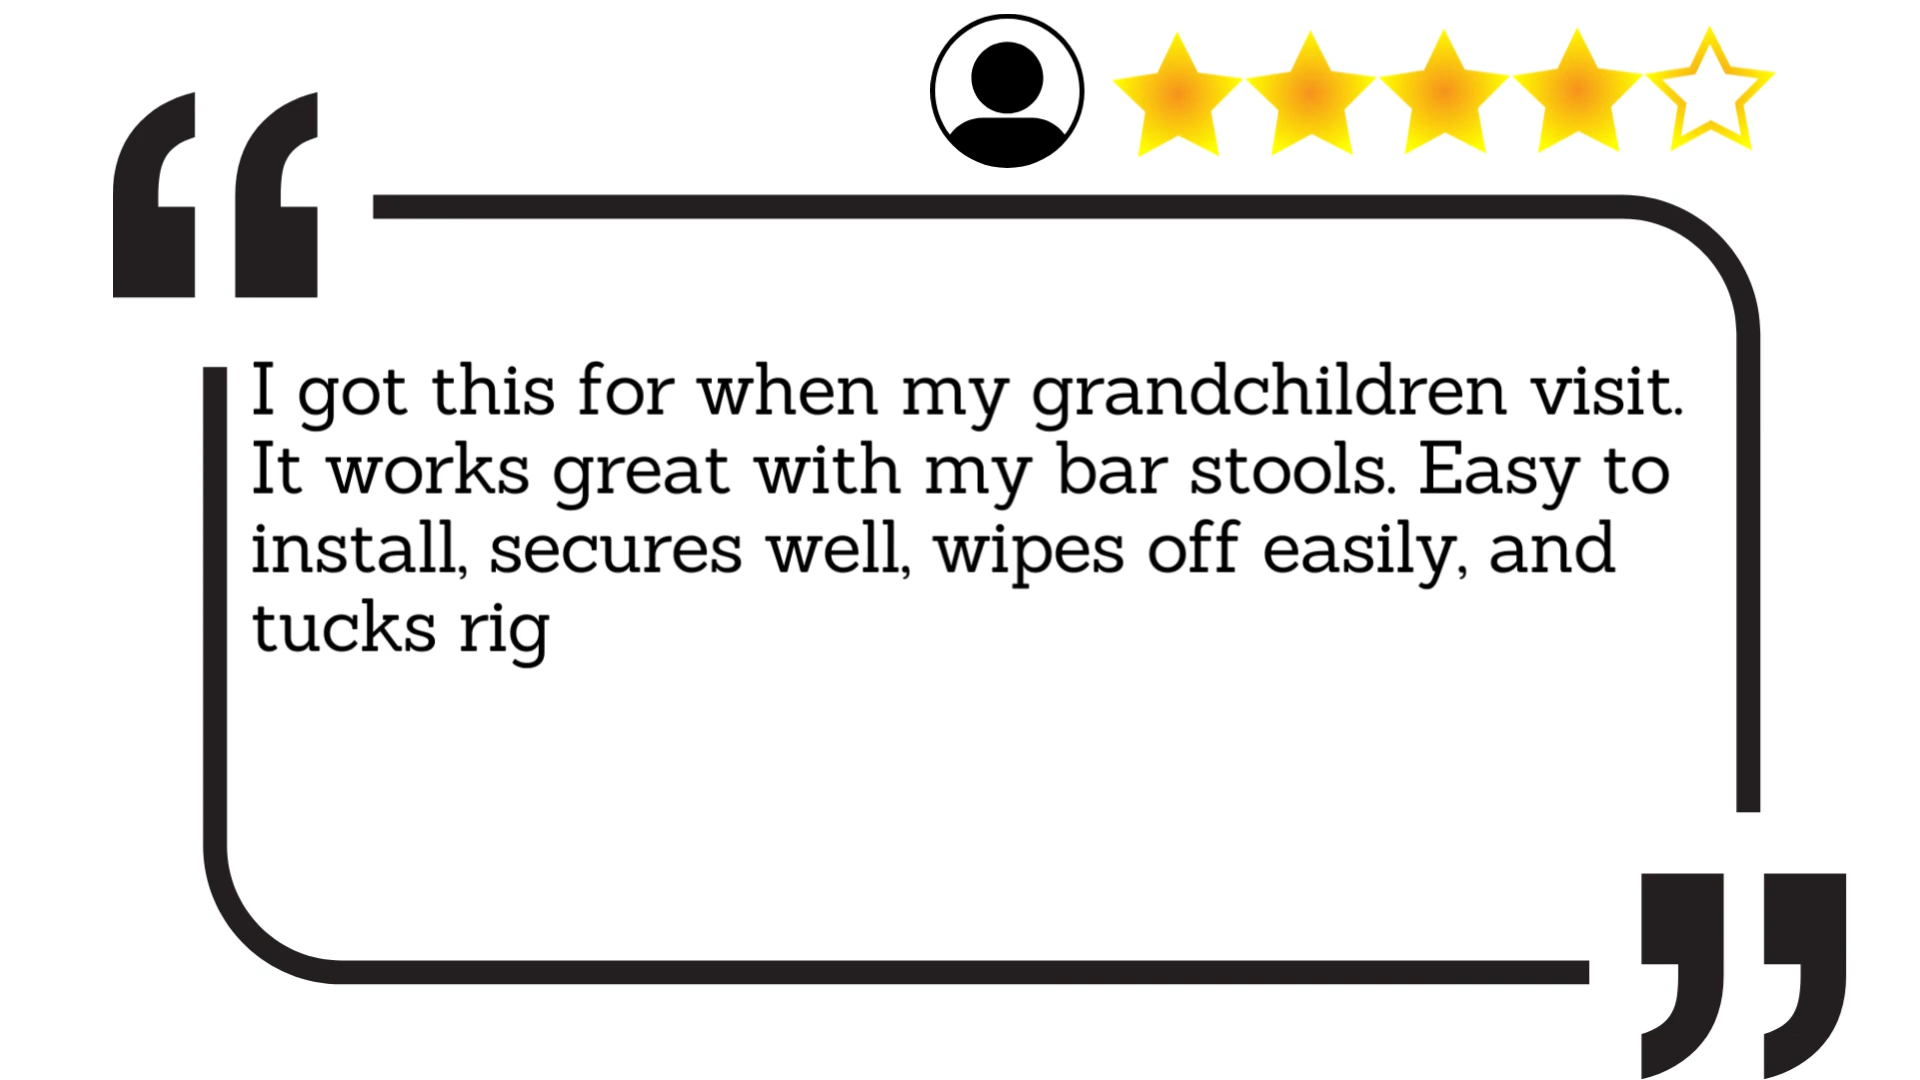 I got this for when my grandchildren visit.
It works great with my bar stools. Easy to
install, secures well, wipes off easily, and
tucks rig